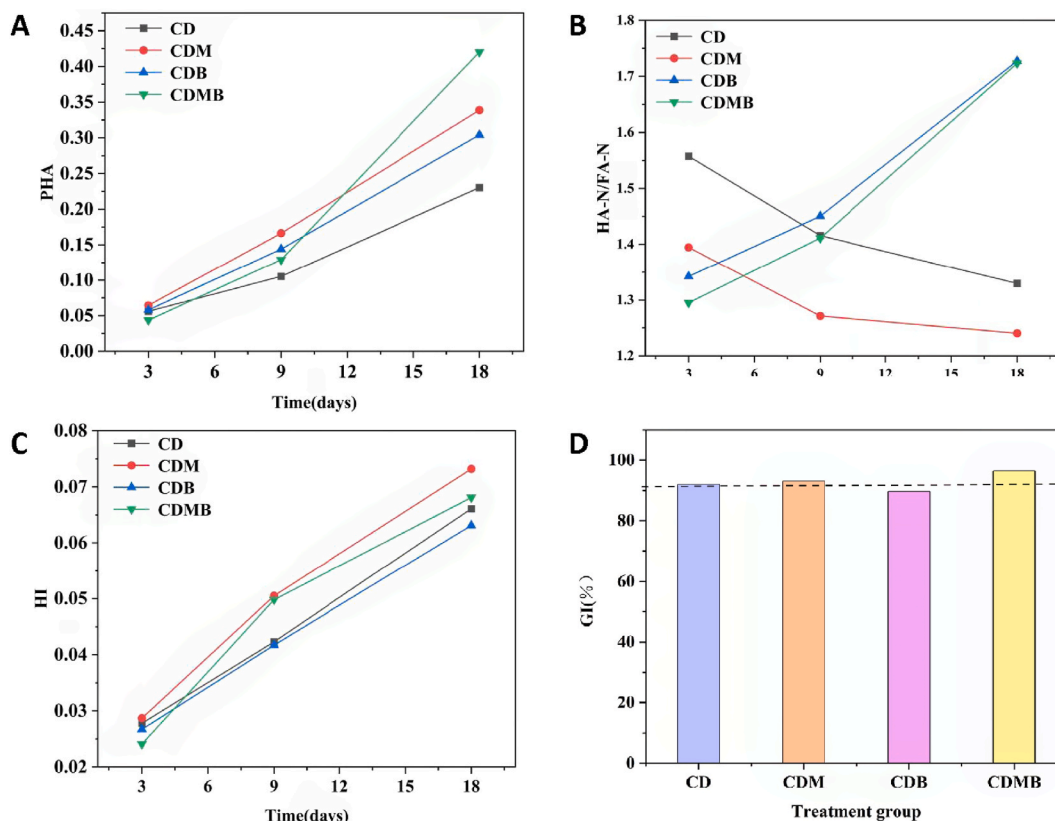 A
CD
CDM
CDB
CDMB
0.45
0.40
0.35
0.30
0.25
0.20
0.15
0.10
0.05
0.00
PHA
3 6 9 12 15 18
Time(days)
B
CD
CDM
CDB
CDMB
1.8
1.7
1.6
1.5
1.4
1.3
1.2
HA-N/FA-N
3 6 9 12 15 18
C
CD
CDM
CDB
CDMB
0.08
0.07
0.06
0.05
0.04
0.03
0.02
HI
3 6 9 12 15 18
Time(days)
D
100
80
60
40
20
0
GI(%)
CD CDM CDB CDMB
Treatment group